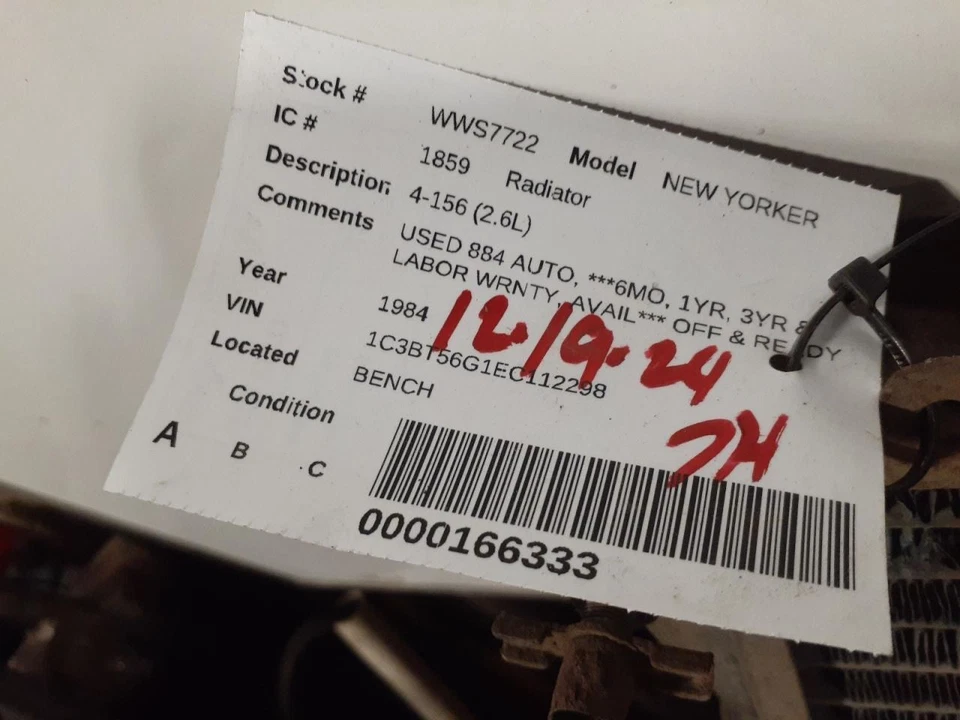 Stock # WWS7722 Model NEW YORKER
IC # 1859 Radiator
Description 4-156 (2.6L)
Comments USED 884 AUTO, ***6MO, 1YR, 3YR &
LABOR WRNTY, AVAIL*** OFF & READY
Year 1984
VIN 1C3BT56G1EC112298
Located BENCH
Condition
A B C
12.19.24
JH
0000166333